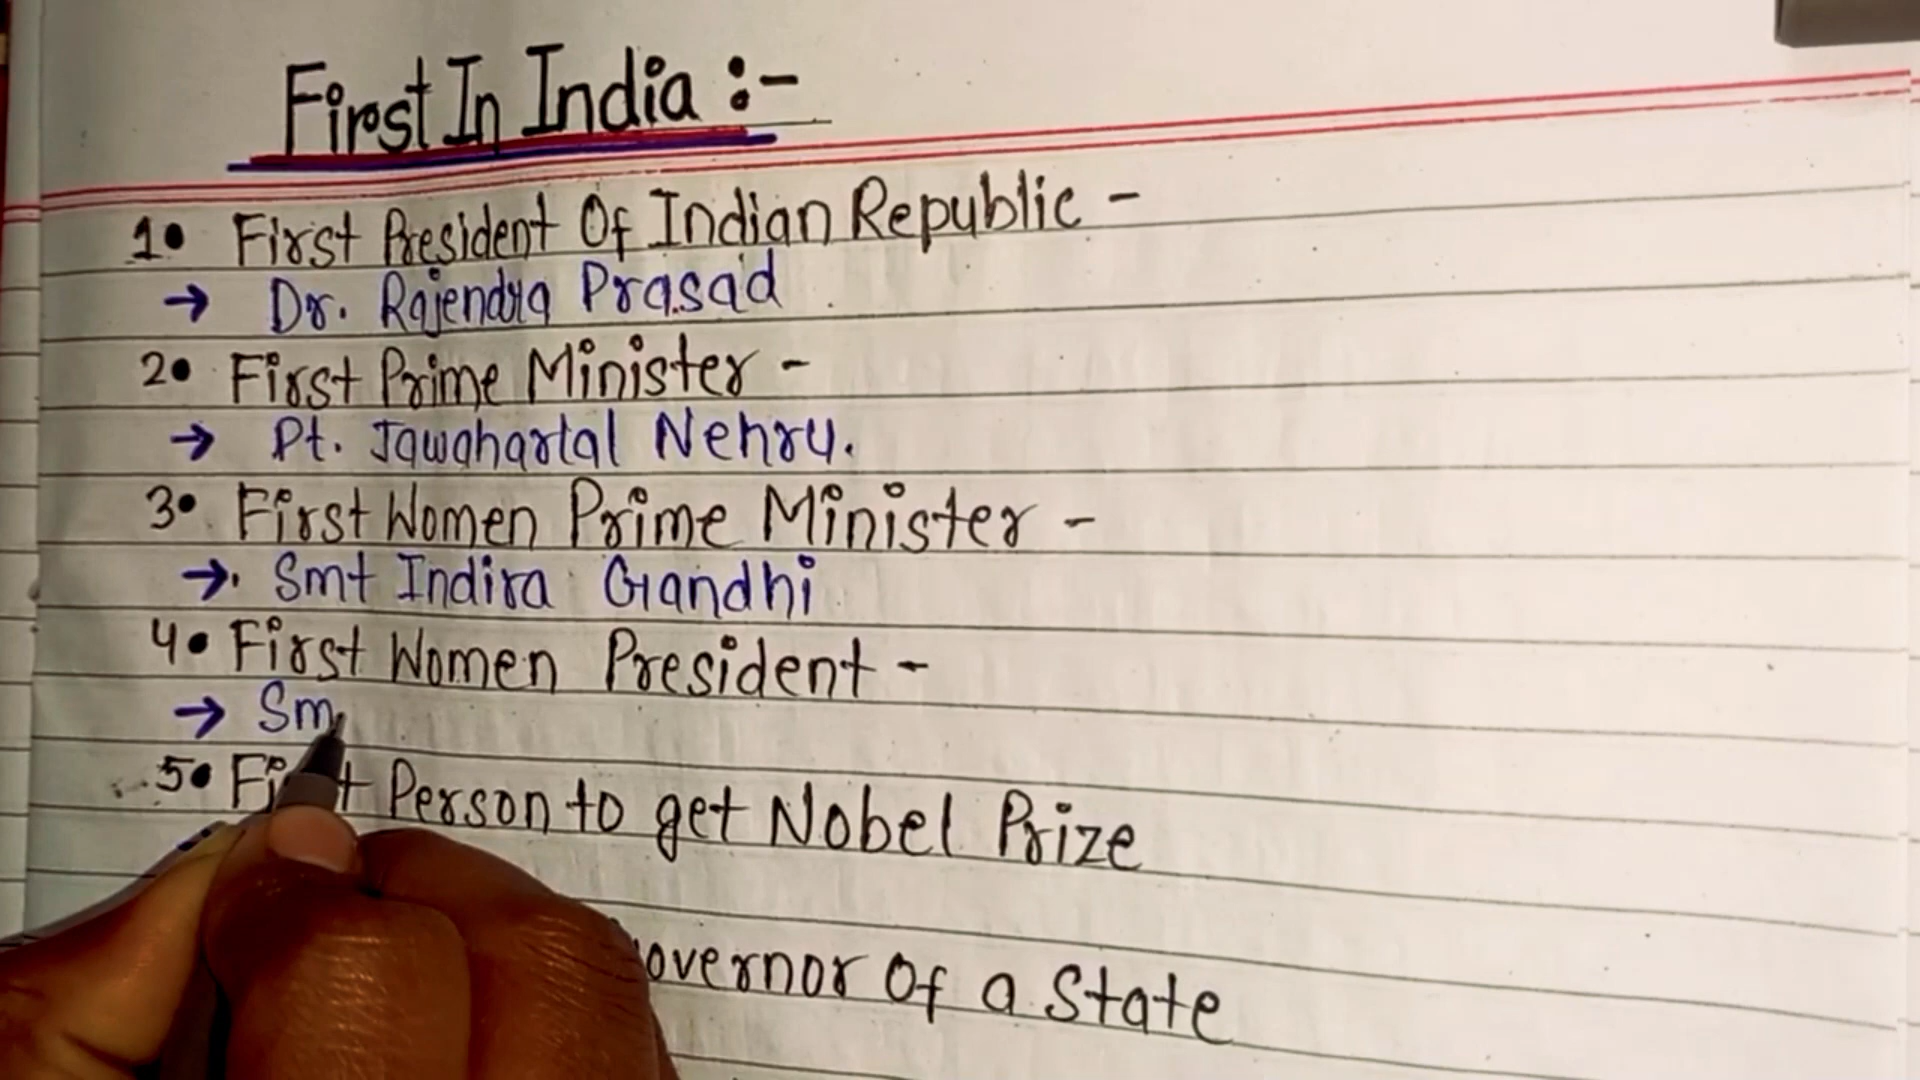 First In India :-
1• First President Of Indian Republic -
→ Dr. Rajendra Prasad
2• First Prime Minister -
→ Pt. Jawaharlal Nehru.
3• First Women Prime Minister -
→ Smt Indira Gandhi
4• First Women President -
→ Sm
5• First Person to get Nobel Prize
Of a State